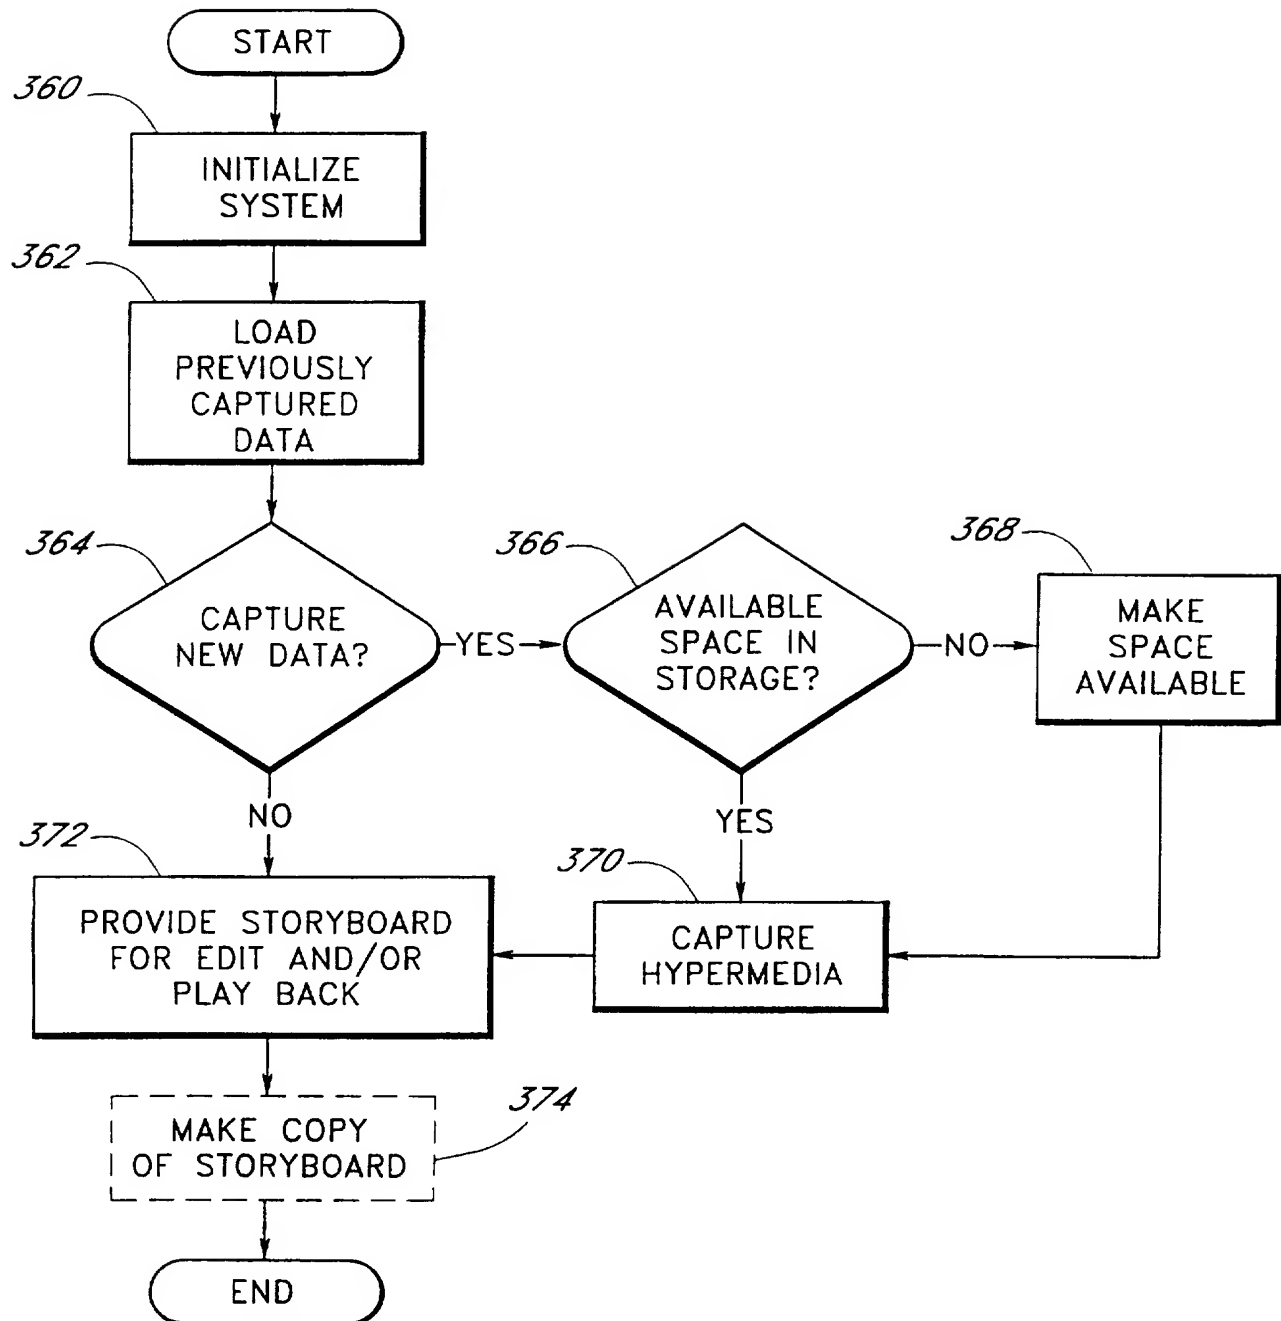 START
360
INITIALIZE
SYSTEM
362
LOAD
PREVIOUSLY
CAPTURED
DATA
364
CAPTURE
NEW DATA?
YES
366
AVAILABLE
SPACE IN
STORAGE?
NO
368
MAKE
SPACE
AVAILABLE
NO
YES
372
PROVIDE STORYBOARD
FOR EDIT AND/OR
PLAY BACK
370
CAPTURE
HYPERMEDIA
374
MAKE COPY
OF STORYBOARD
END